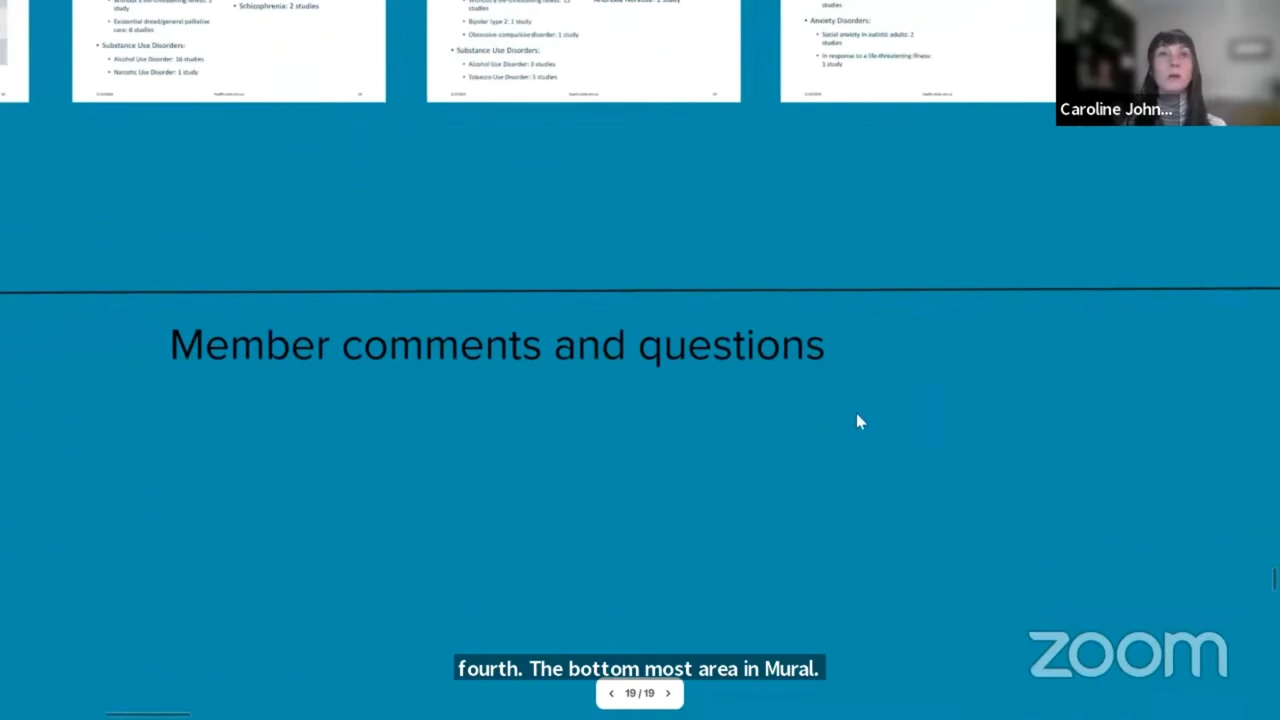 study
Existential dread/general palliative
care: 6 studies
Substance Use Disorders:
Alcohol Use Disorder: 16 studies
Narcotic Use Disorder: 1 study
Schizophrenia: 2 studies
Bipolar type 2: 1 study
Obsessive compulsive disorder: 1 study
Substance Use Disorders:
Alcohol Use Disorder: 3 studies
Tobacco Use Disorder: 5 studies
studies
Anxiety Disorders:
Social anxiety in autistic adults: 2
studies
In response to a life-threatening illness:
1 study
Caroline John...
Member comments and questions
fourth. The bottom most area in Mural.
19 / 19
zoom